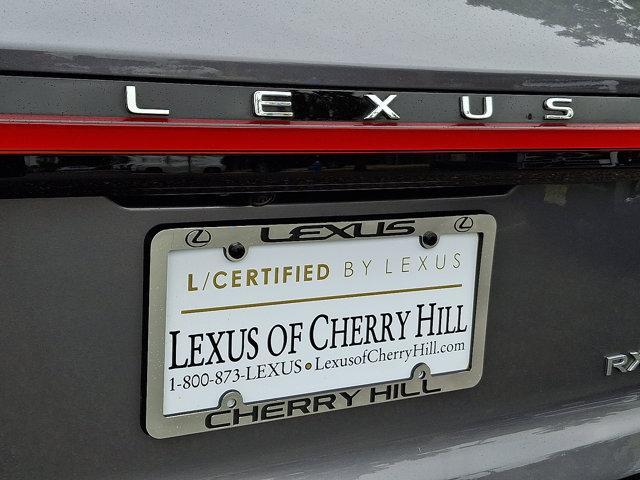 LEXUS
LEXUS
L/CERTIFIED BY LEXUS
LEXUS OF CHERRY HILL
1-800-873-LEXUS • LexusofCherryHill.com
CHERRY HILL
RX